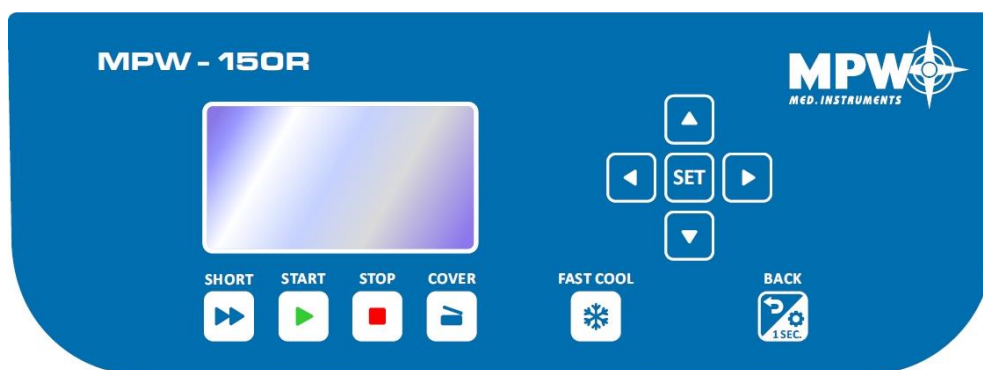 MPW - 150R
MPW
MED. INSTRUMENTS
SET
SHORT START STOP COVER FAST COOL BACK
1 SEC.